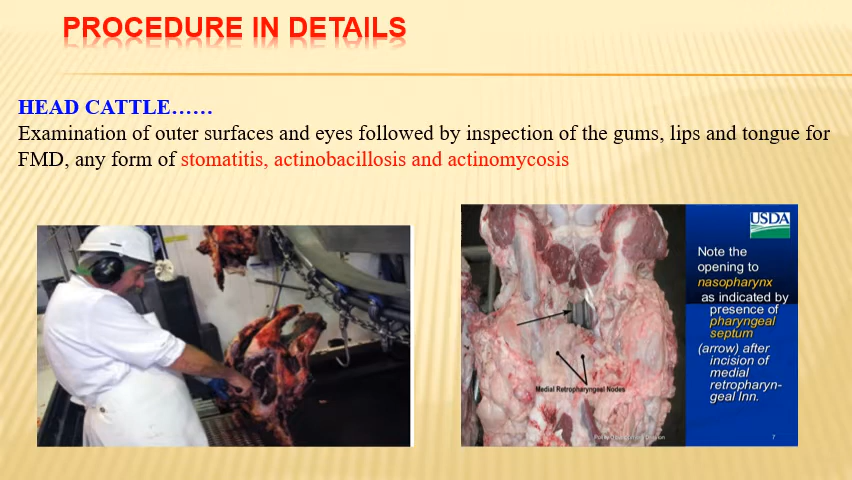 PROCEDURE IN DETAILS
HEAD CATTLE……
Examination of outer surfaces and eyes followed by inspection of the gums, lips and tongue for
FMD, any form of stomatitis, actinobacillosis and actinomycosis
USDA
Note the
opening to
nasopharynx
as indicated by
presence of
pharyngeal
septum
(arrow) after
incision of
medial
retropharyn-
geal lnn.
Medial Retropharyngeal Nodes
Division
7